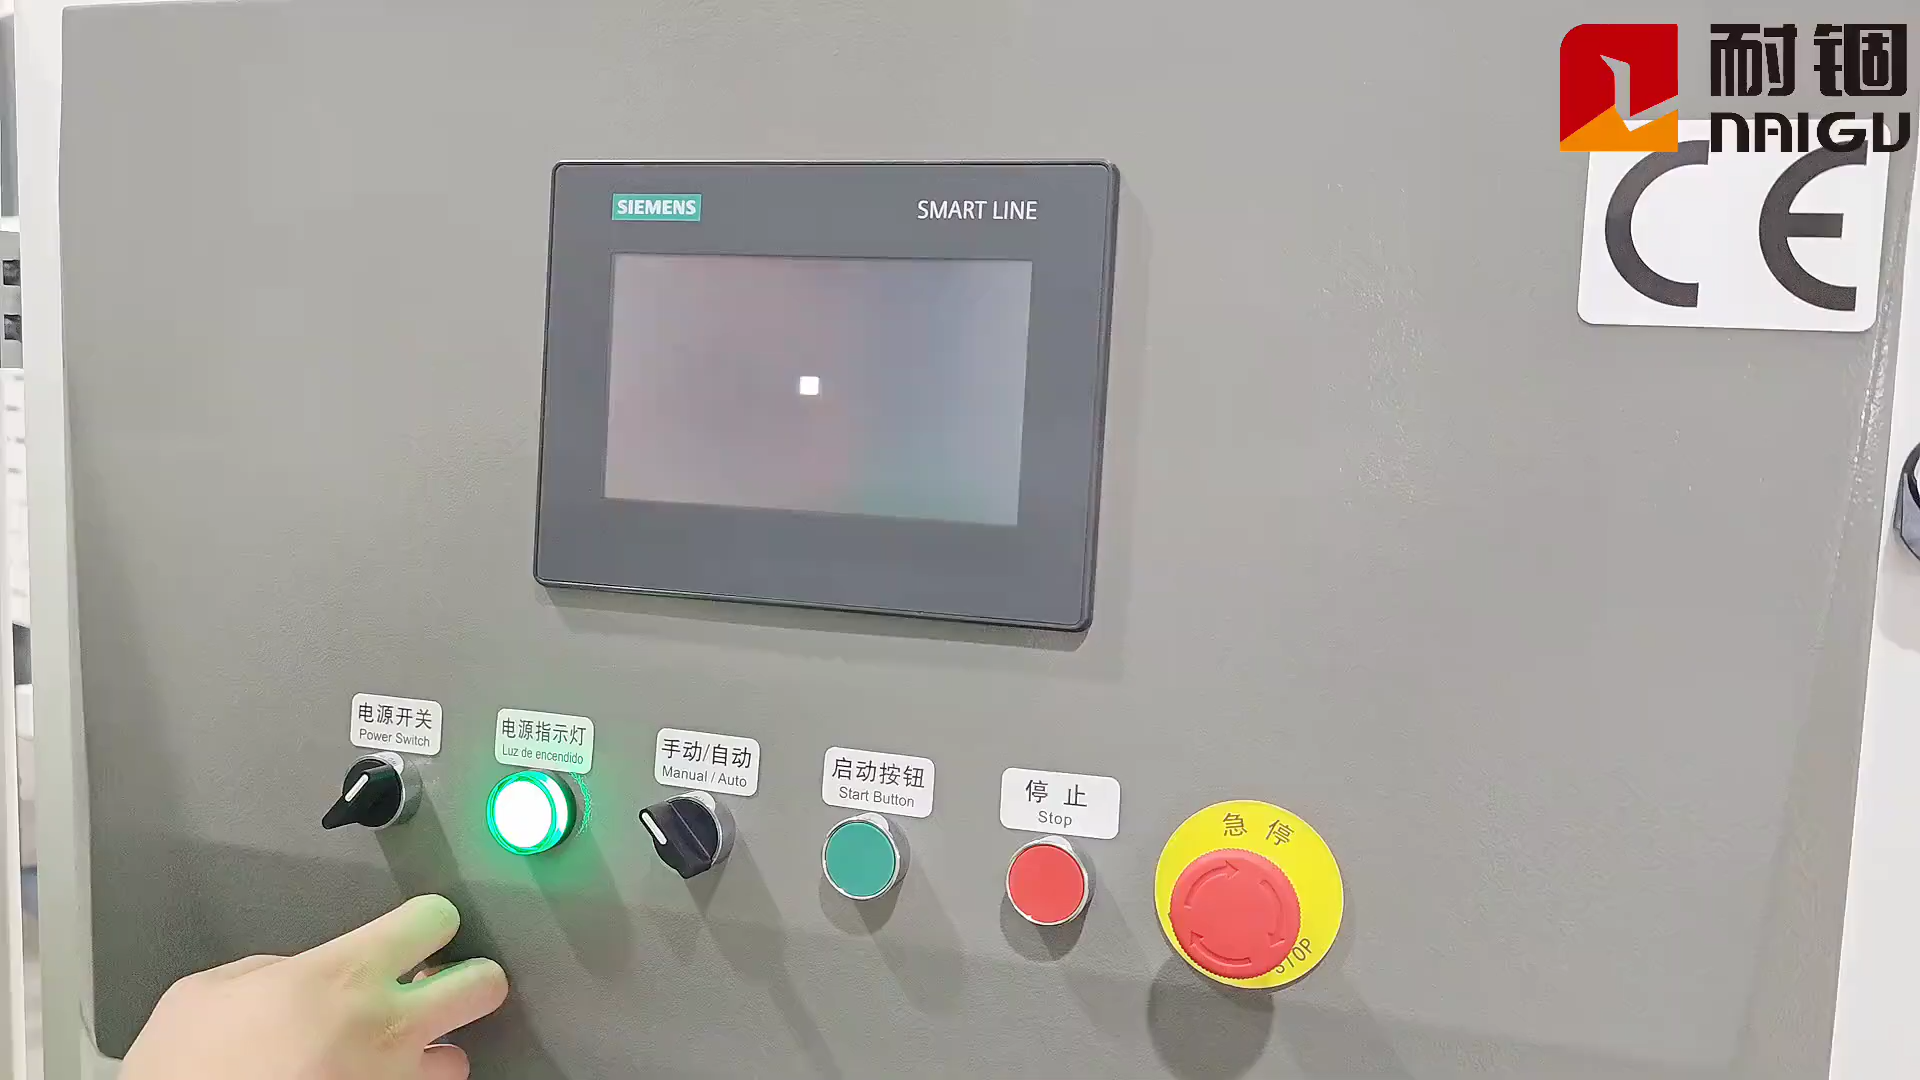 耐锢
NAIGU
CE
SIEMENS
SMART LINE
电源开关
Power Switch
电源指示灯
Luz de encendido
手动/自动
Manual / Auto
启动按钮
Start Button
停 止
Stop
急 停
STOP